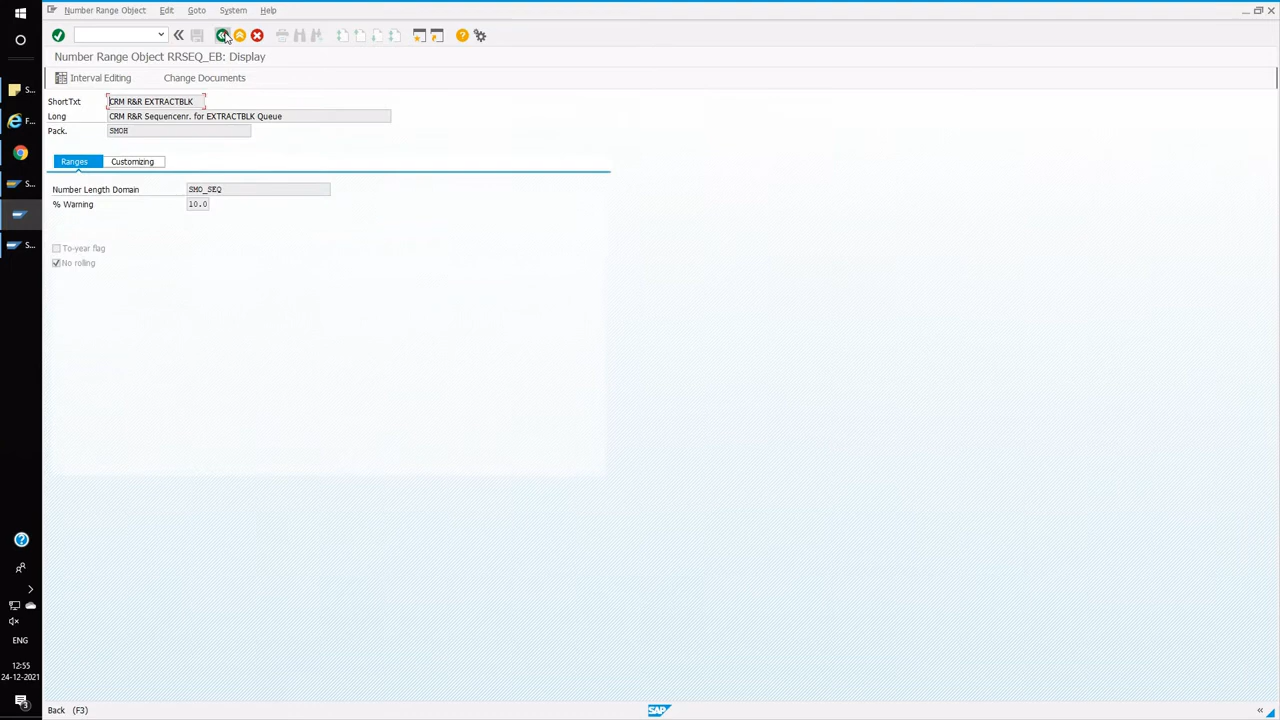 Number Range Object Edit Goto System Help
Number Range Object RRSEQ_EB: Display
Interval Editing Change Documents
ShortTxt CRM R&R EXTRACTBLK
Long CRM R&R Sequencenr. for EXTRACTBLK Queue
Pack. SMOH
Ranges Customizing
Number Length Domain SMO_SEQ
% Warning 10.0
To-year flag
No rolling
S...
F...
S...
S...
ENG
12:55
24-12-2021
3
Back (F3)
SAP